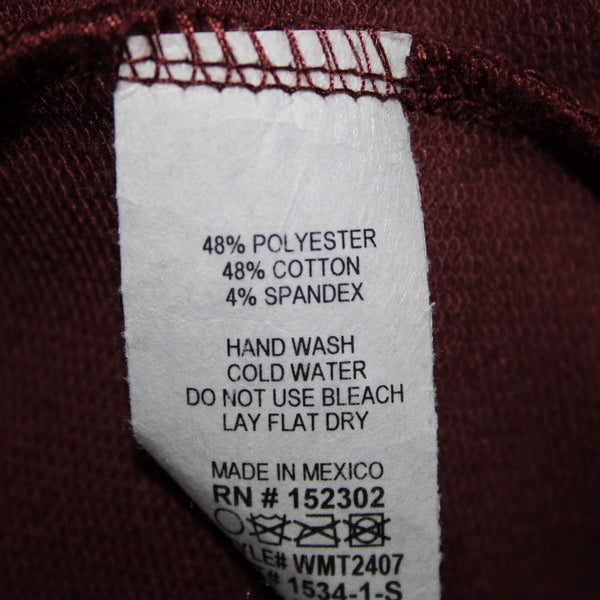 48% POLYESTER
48% COTTON
4% SPANDEX
HAND WASH
COLD WATER
DO NOT USE BLEACH
LAY FLAT DRY
MADE IN MEXICO
RN # 152302
WMT2407
1534-1-S